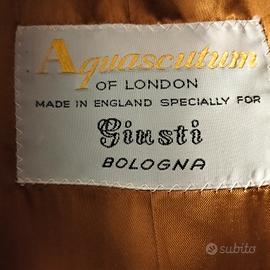 Aquascutum
OF LONDON
MADE IN ENGLAND SPECIALLY FOR
Giusti
BOLOGNA
subito